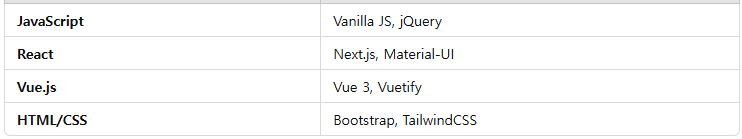 JavaScript Vanilla JS, jQuery
React Next.js, Material-UI
Vue.js Vue 3, Vuetify
HTML/CSS Bootstrap, TailwindCSS